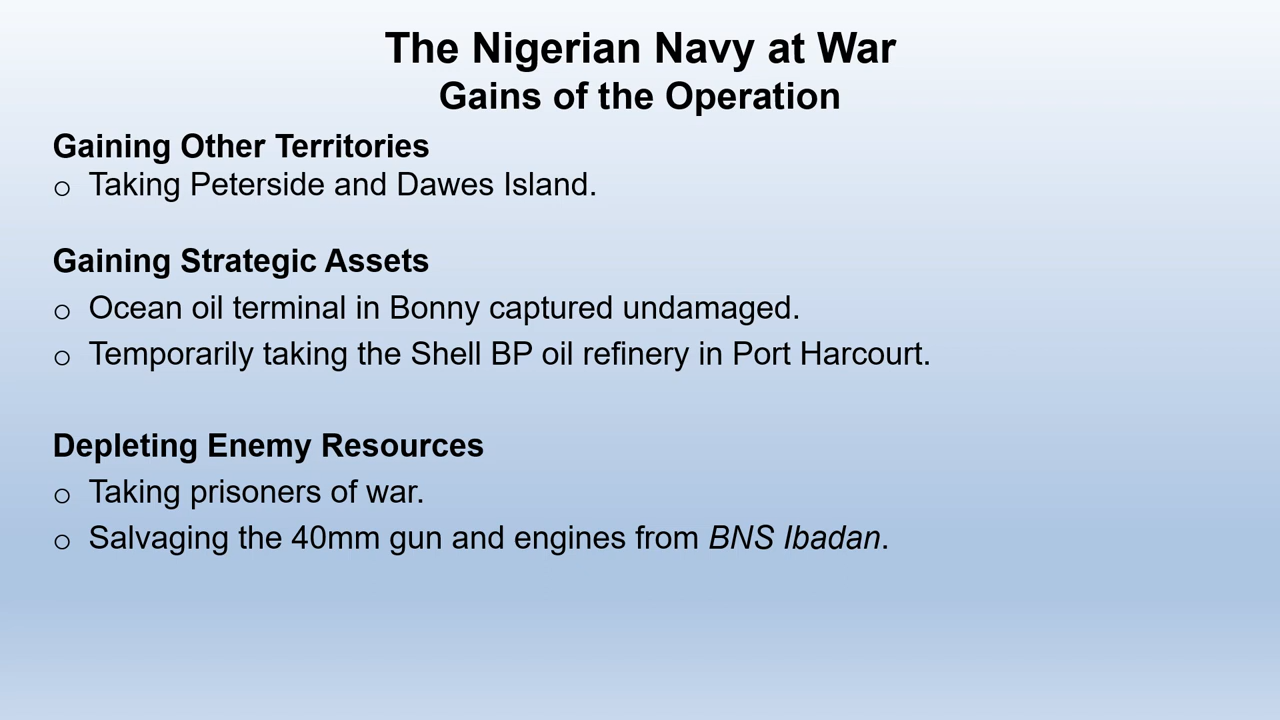 The Nigerian Navy at War
Gains of the Operation
Gaining Other Territories
o Taking Peterside and Dawes Island.
Gaining Strategic Assets
o Ocean oil terminal in Bonny captured undamaged.
o Temporarily taking the Shell BP oil refinery in Port Harcourt.
Depleting Enemy Resources
o Taking prisoners of war.
o Salvaging the 40mm gun and engines from BNS Ibadan.